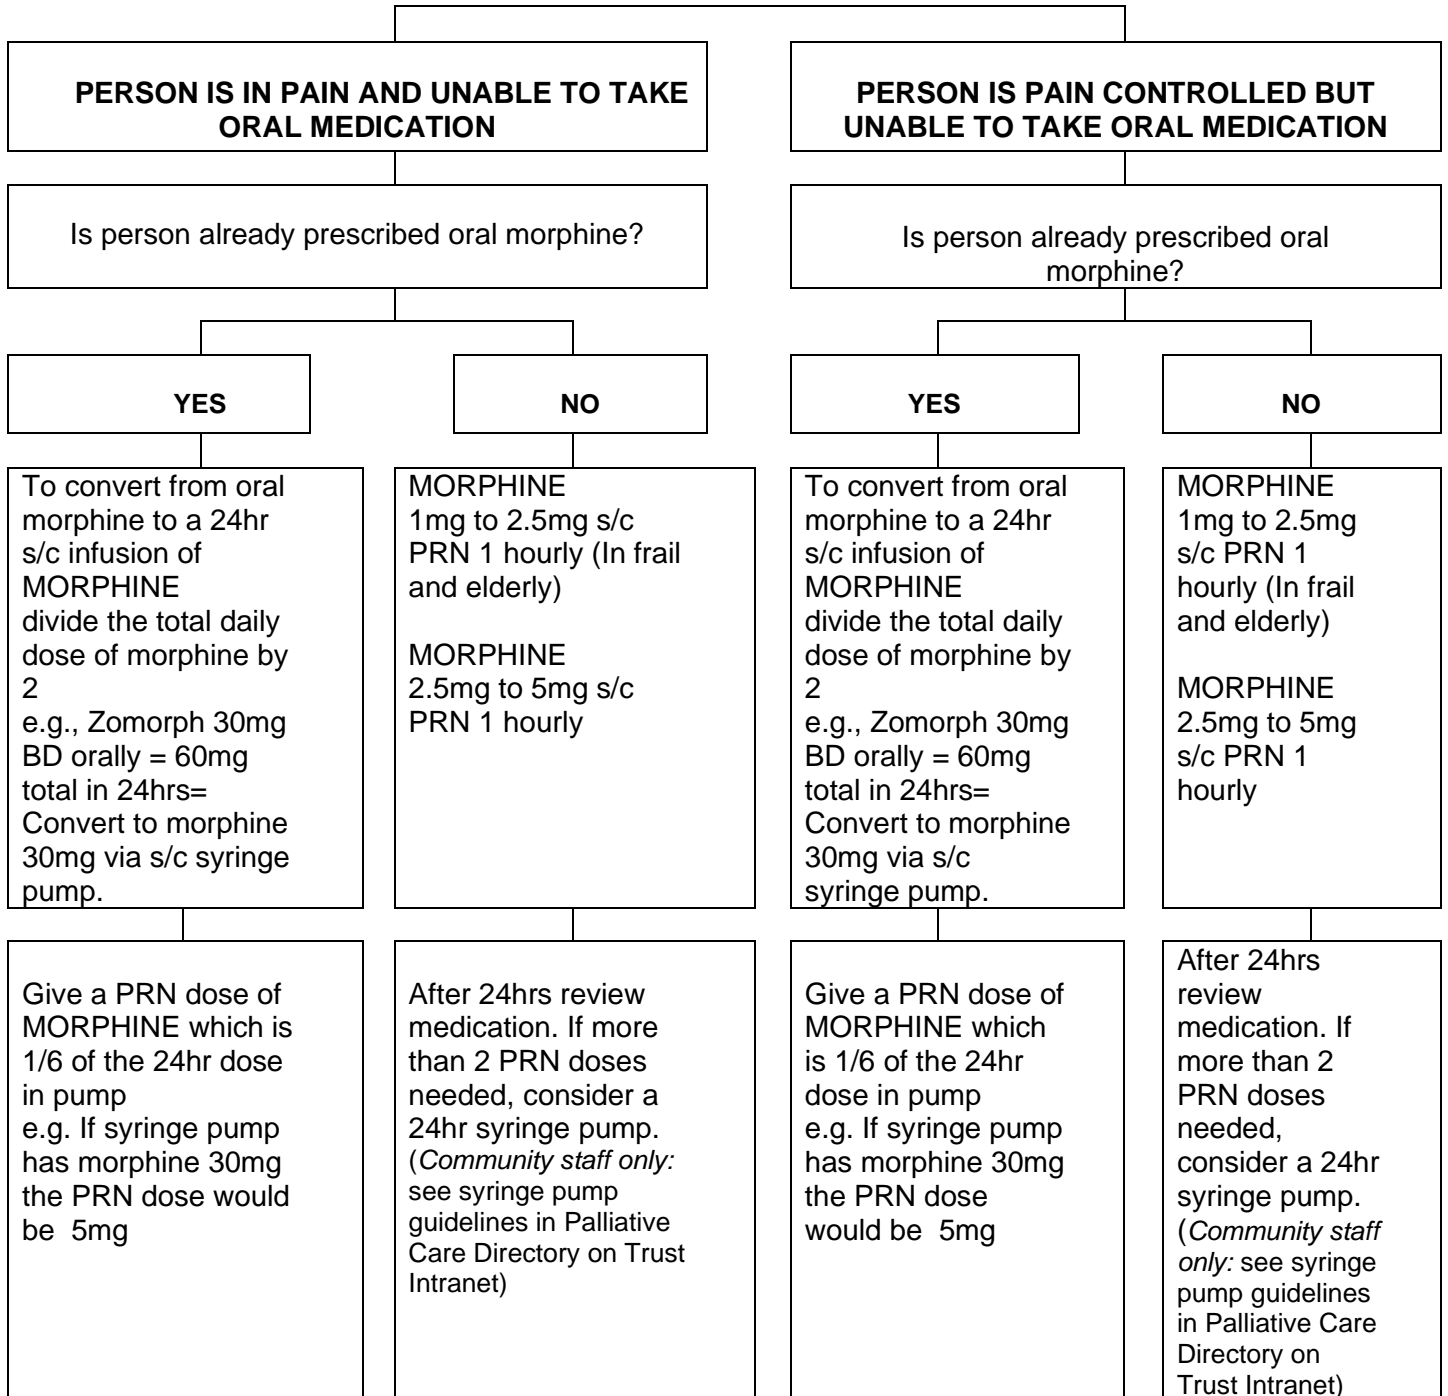 PERSON IS IN PAIN AND UNABLE TO TAKE
ORAL MEDICATION
PERSON IS PAIN CONTROLLED BUT
UNABLE TO TAKE ORAL MEDICATION
Is person already prescribed oral morphine?
Is person already prescribed oral
morphine?
YES
NO
YES
NO
To convert from oral
morphine to a 24hr
s/c infusion of
MORPHINE
divide the total daily
dose of morphine by
2
e.g., Zomorph 30mg
BD orally = 60mg
total in 24hrs=
Convert to morphine
30mg via s/c syringe
pump.
MORPHINE
1mg to 2.5mg s/c
PRN 1 hourly (In frail
and elderly)
MORPHINE
2.5mg to 5mg s/c
PRN 1 hourly
To convert from oral
morphine to a 24hr
s/c infusion of
MORPHINE
divide the total daily
dose of morphine by
2
e.g., Zomorph 30mg
BD orally = 60mg
total in 24hrs=
Convert to morphine
30mg via s/c
syringe pump.
MORPHINE
1mg to 2.5mg
s/c PRN 1
hourly (In frail
and elderly)
MORPHINE
2.5mg to 5mg
s/c PRN 1
hourly
Give a PRN dose of
MORPHINE which is
1/6 of the 24hr dose
in pump
e.g. If syringe pump
has morphine 30mg
the PRN dose would
be 5mg
After 24hrs review
medication. If more
than 2 PRN doses
needed, consider a
24hr syringe pump.
(Community staff only:
see syringe pump
guidelines in Palliative
Care Directory on Trust
Intranet)
Give a PRN dose of
MORPHINE which
is 1/6 of the 24hr
dose in pump
e.g. If syringe pump
has morphine 30mg
the PRN dose
would be 5mg
After 24hrs
review
medication. If
more than 2
PRN doses
needed,
consider a 24hr
syringe pump.
(Community staff
only: see syringe
pump guidelines
in Palliative Care
Directory on
Trust Intranet)